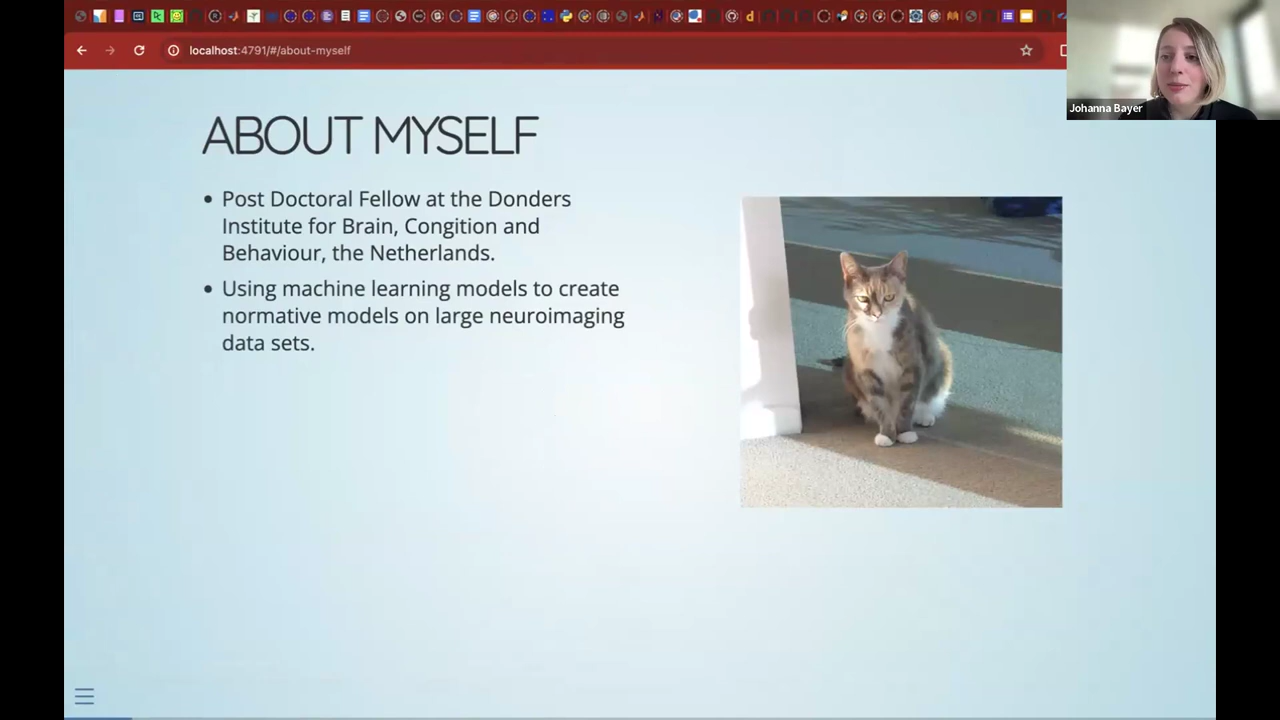 localhost:4791/#/about-myself
Johanna Bayer
ABOUT MYSELF
• Post Doctoral Fellow at the Donders
Institute for Brain, Congition and
Behaviour, the Netherlands.
• Using machine learning models to create
normative models on large neuroimaging
data sets.